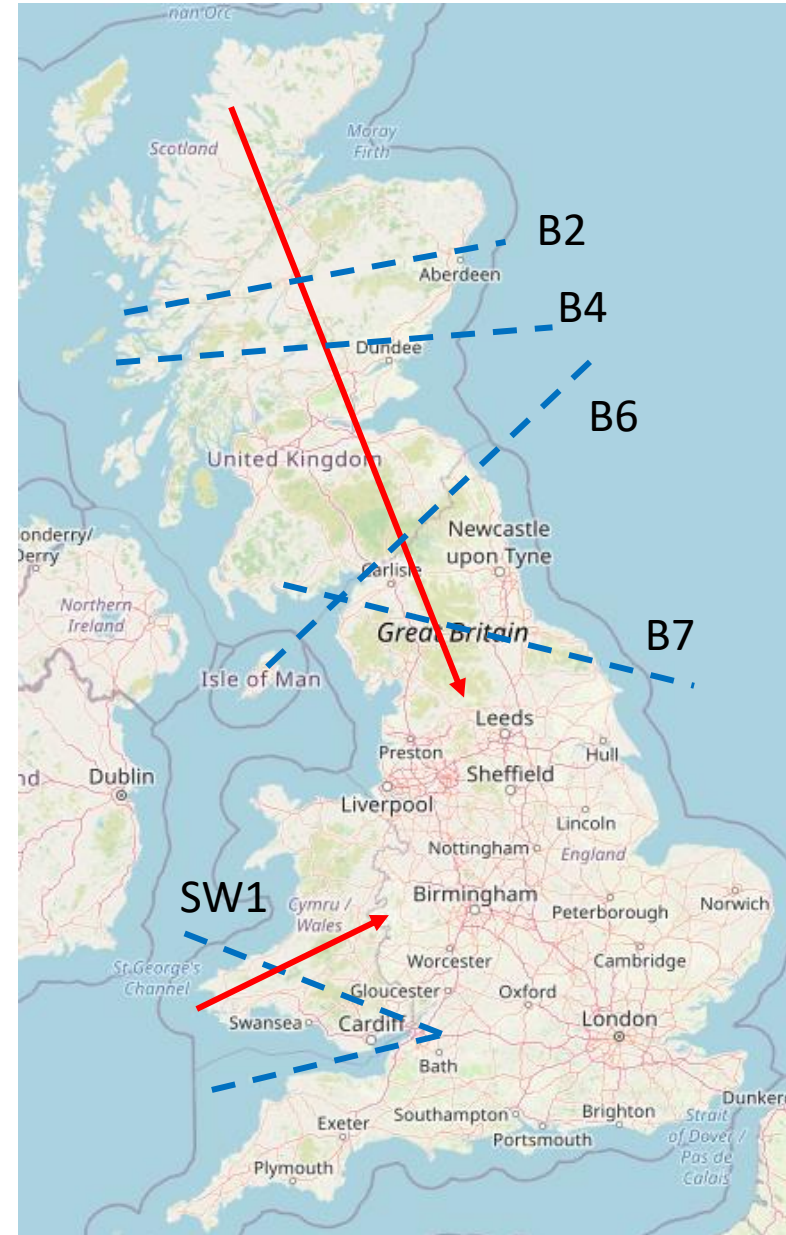 nan Orc
Moray
Firth
Scotland
B2
Aberdeen
B4
Dundee
B6
United Kingdom
onderry/
Derry
Newcastle
upon Tyne
Carlisle
Northern
Ireland
Great Britain
B7
Isle of Man
Leeds
Preston
Hull
nd
Dublin
Sheffield
Liverpool
Lincoln
Nottingham
England
SW1
Cymru /
Wales
Birmingham
Peterborough
Norwich
St George's
Channel
Worcester
Cambridge
Gloucester
Oxford
Swansea
Cardiff
London
Bath
Dunker
Exeter
Southampton
Brighton
Portsmouth
Strait
of Dover /
Pas de
Calais
Plymouth